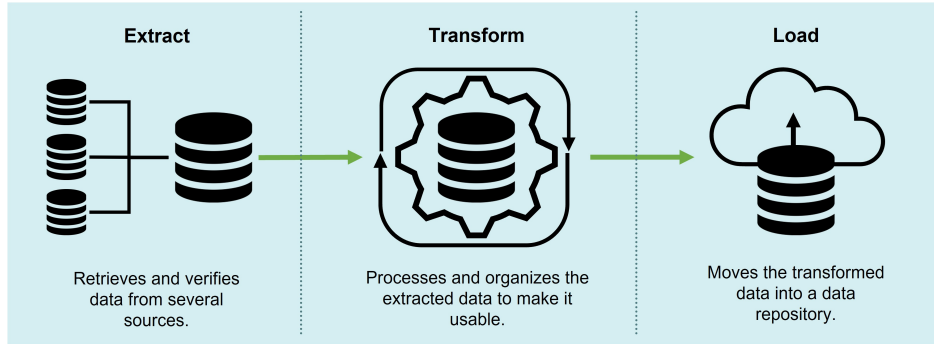 Extract
Transform
Load
Retrieves and verifies
data from several
sources.
Processes and organizes the
extracted data to make it
usable.
Moves the transformed
data into a data
repository.